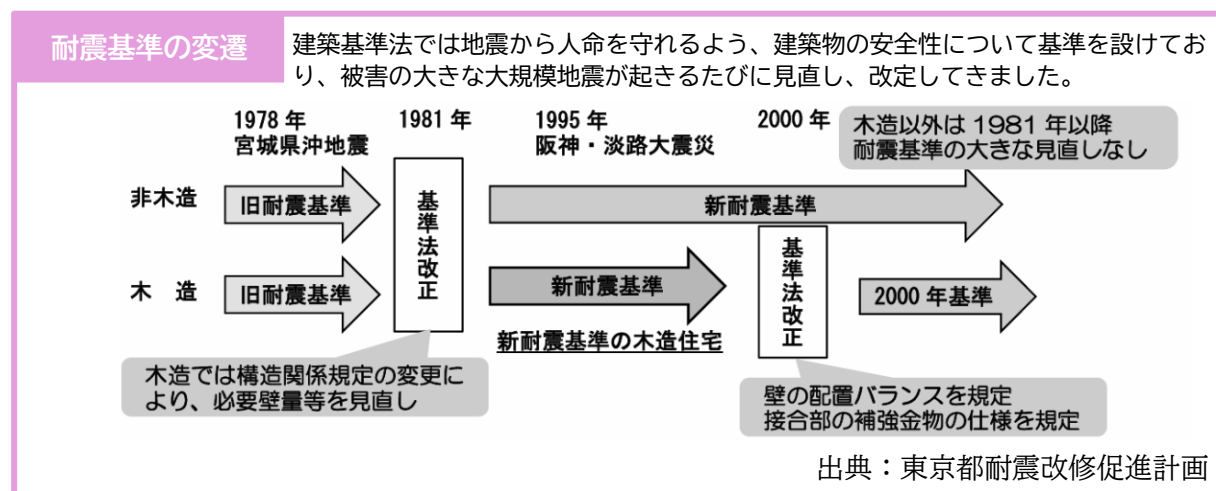 耐震基準の変遷
建築基準法では地震から人命を守れるよう、建築物の安全性について基準を設けてお
り、被害の大きな大規模地震が起きるたびに見直し、改定してきました。
1978年
宮城県沖地震
1981年
1995年
阪神・淡路大震災
2000年
木造以外は1981年以降
耐震基準の大きな見直しなし
非木造
旧耐震基準
基準法改正
新耐震基準
木 造
旧耐震基準
新耐震基準
基準法改正
2000年基準
新耐震基準の木造住宅
木造では構造関係規定の変更に
より、必要壁量等を見直し
壁の配置バランスを規定
接合部の補強金物の仕様を規定
出典：東京都耐震改修促進計画